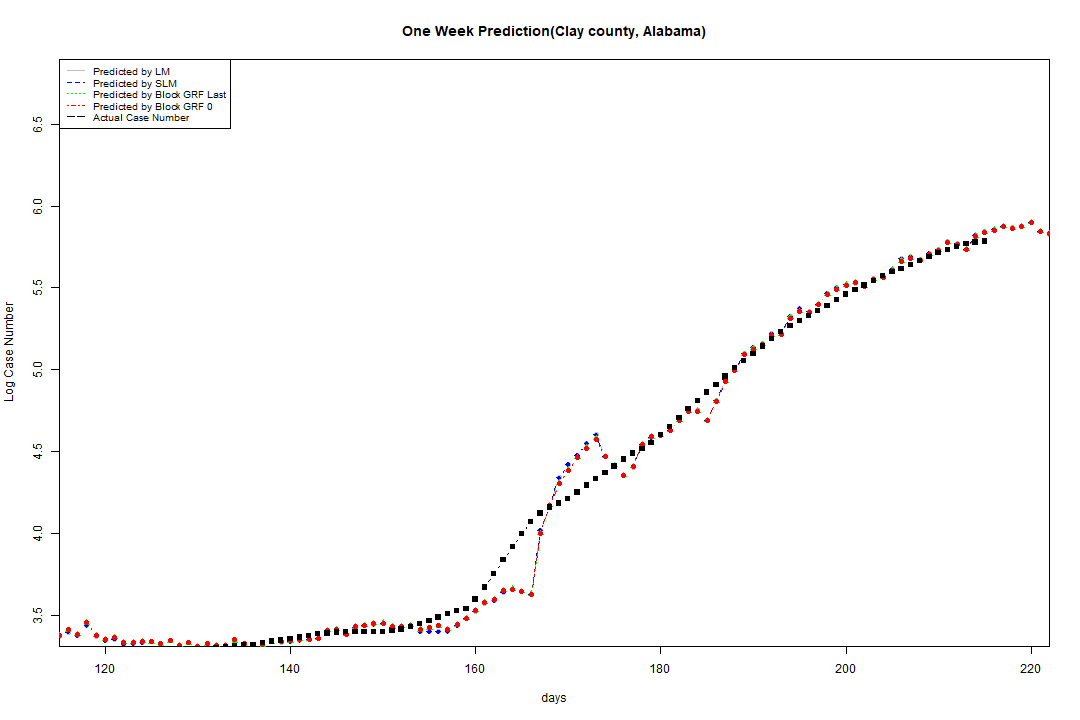 One Week Prediction(Clay county, Alabama)
Predicted by LM
Predicted by SLM
Predicted by Block GRF Last
Predicted by Block GRF 0
Actual Case Number
6.5
6.0
5.5
5.0
4.5
4.0
3.5
Log Case Number
120 140 160 180 200 220
days